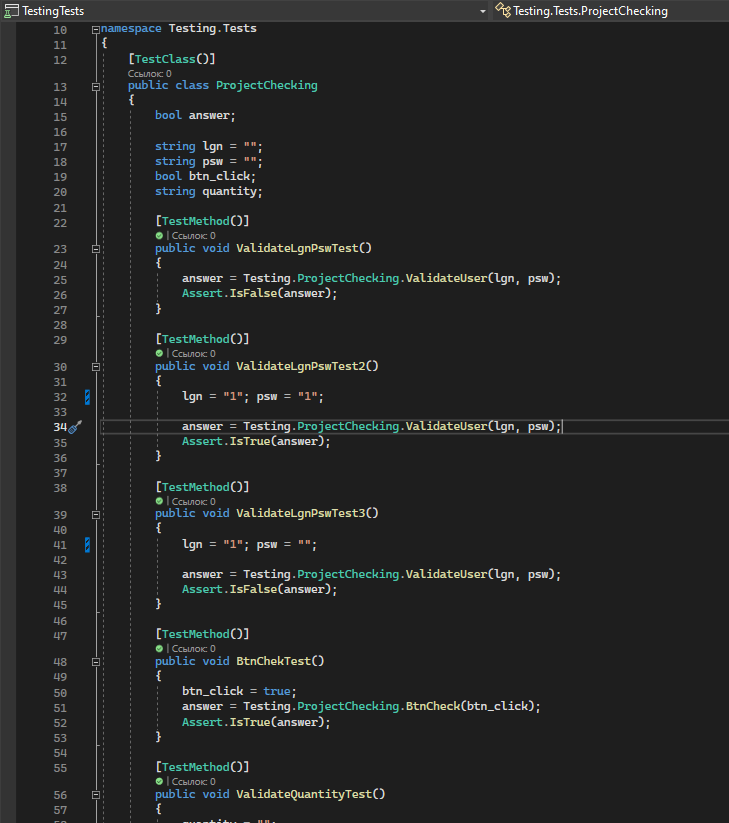 TestingTests
Testing.Tests.ProjectChecking
10 namespace Testing.Tests
11 {
12 [TestClass()]
Ссылок: 0
13 public class ProjectChecking
14 {
15 bool answer;
16
17 string lgn = "";
18 string psw = "";
19 bool btn_click;
20 string quantity;
21
22 [TestMethod()]
| Ссылок: 0
23 public void ValidateLgnPswTest()
24 {
25 answer = Testing.ProjectChecking.ValidateUser(lgn, psw);
26 Assert.IsFalse(answer);
27 }
28
29 [TestMethod()]
| Ссылок: 0
30 public void ValidateLgnPswTest2()
31 {
32 lgn = "1"; psw = "1";
33
34 answer = Testing.ProjectChecking.ValidateUser(lgn, psw);
35 Assert.IsTrue(answer);
36 }
37
38 [TestMethod()]
| Ссылок: 0
39 public void ValidateLgnPswTest3()
40 {
41 lgn = "1"; psw = "";
42
43 answer = Testing.ProjectChecking.ValidateUser(lgn, psw);
44 Assert.IsFalse(answer);
45 }
46
47 [TestMethod()]
| Ссылок: 0
48 public void BtnChekTest()
49 {
50 btn_click = true;
51 answer = Testing.ProjectChecking.BtnCheck(btn_click);
52 Assert.IsTrue(answer);
53 }
54
55 [TestMethod()]
| Ссылок: 0
56 public void ValidateQuantityTest()
57 {
58 quantity = "";